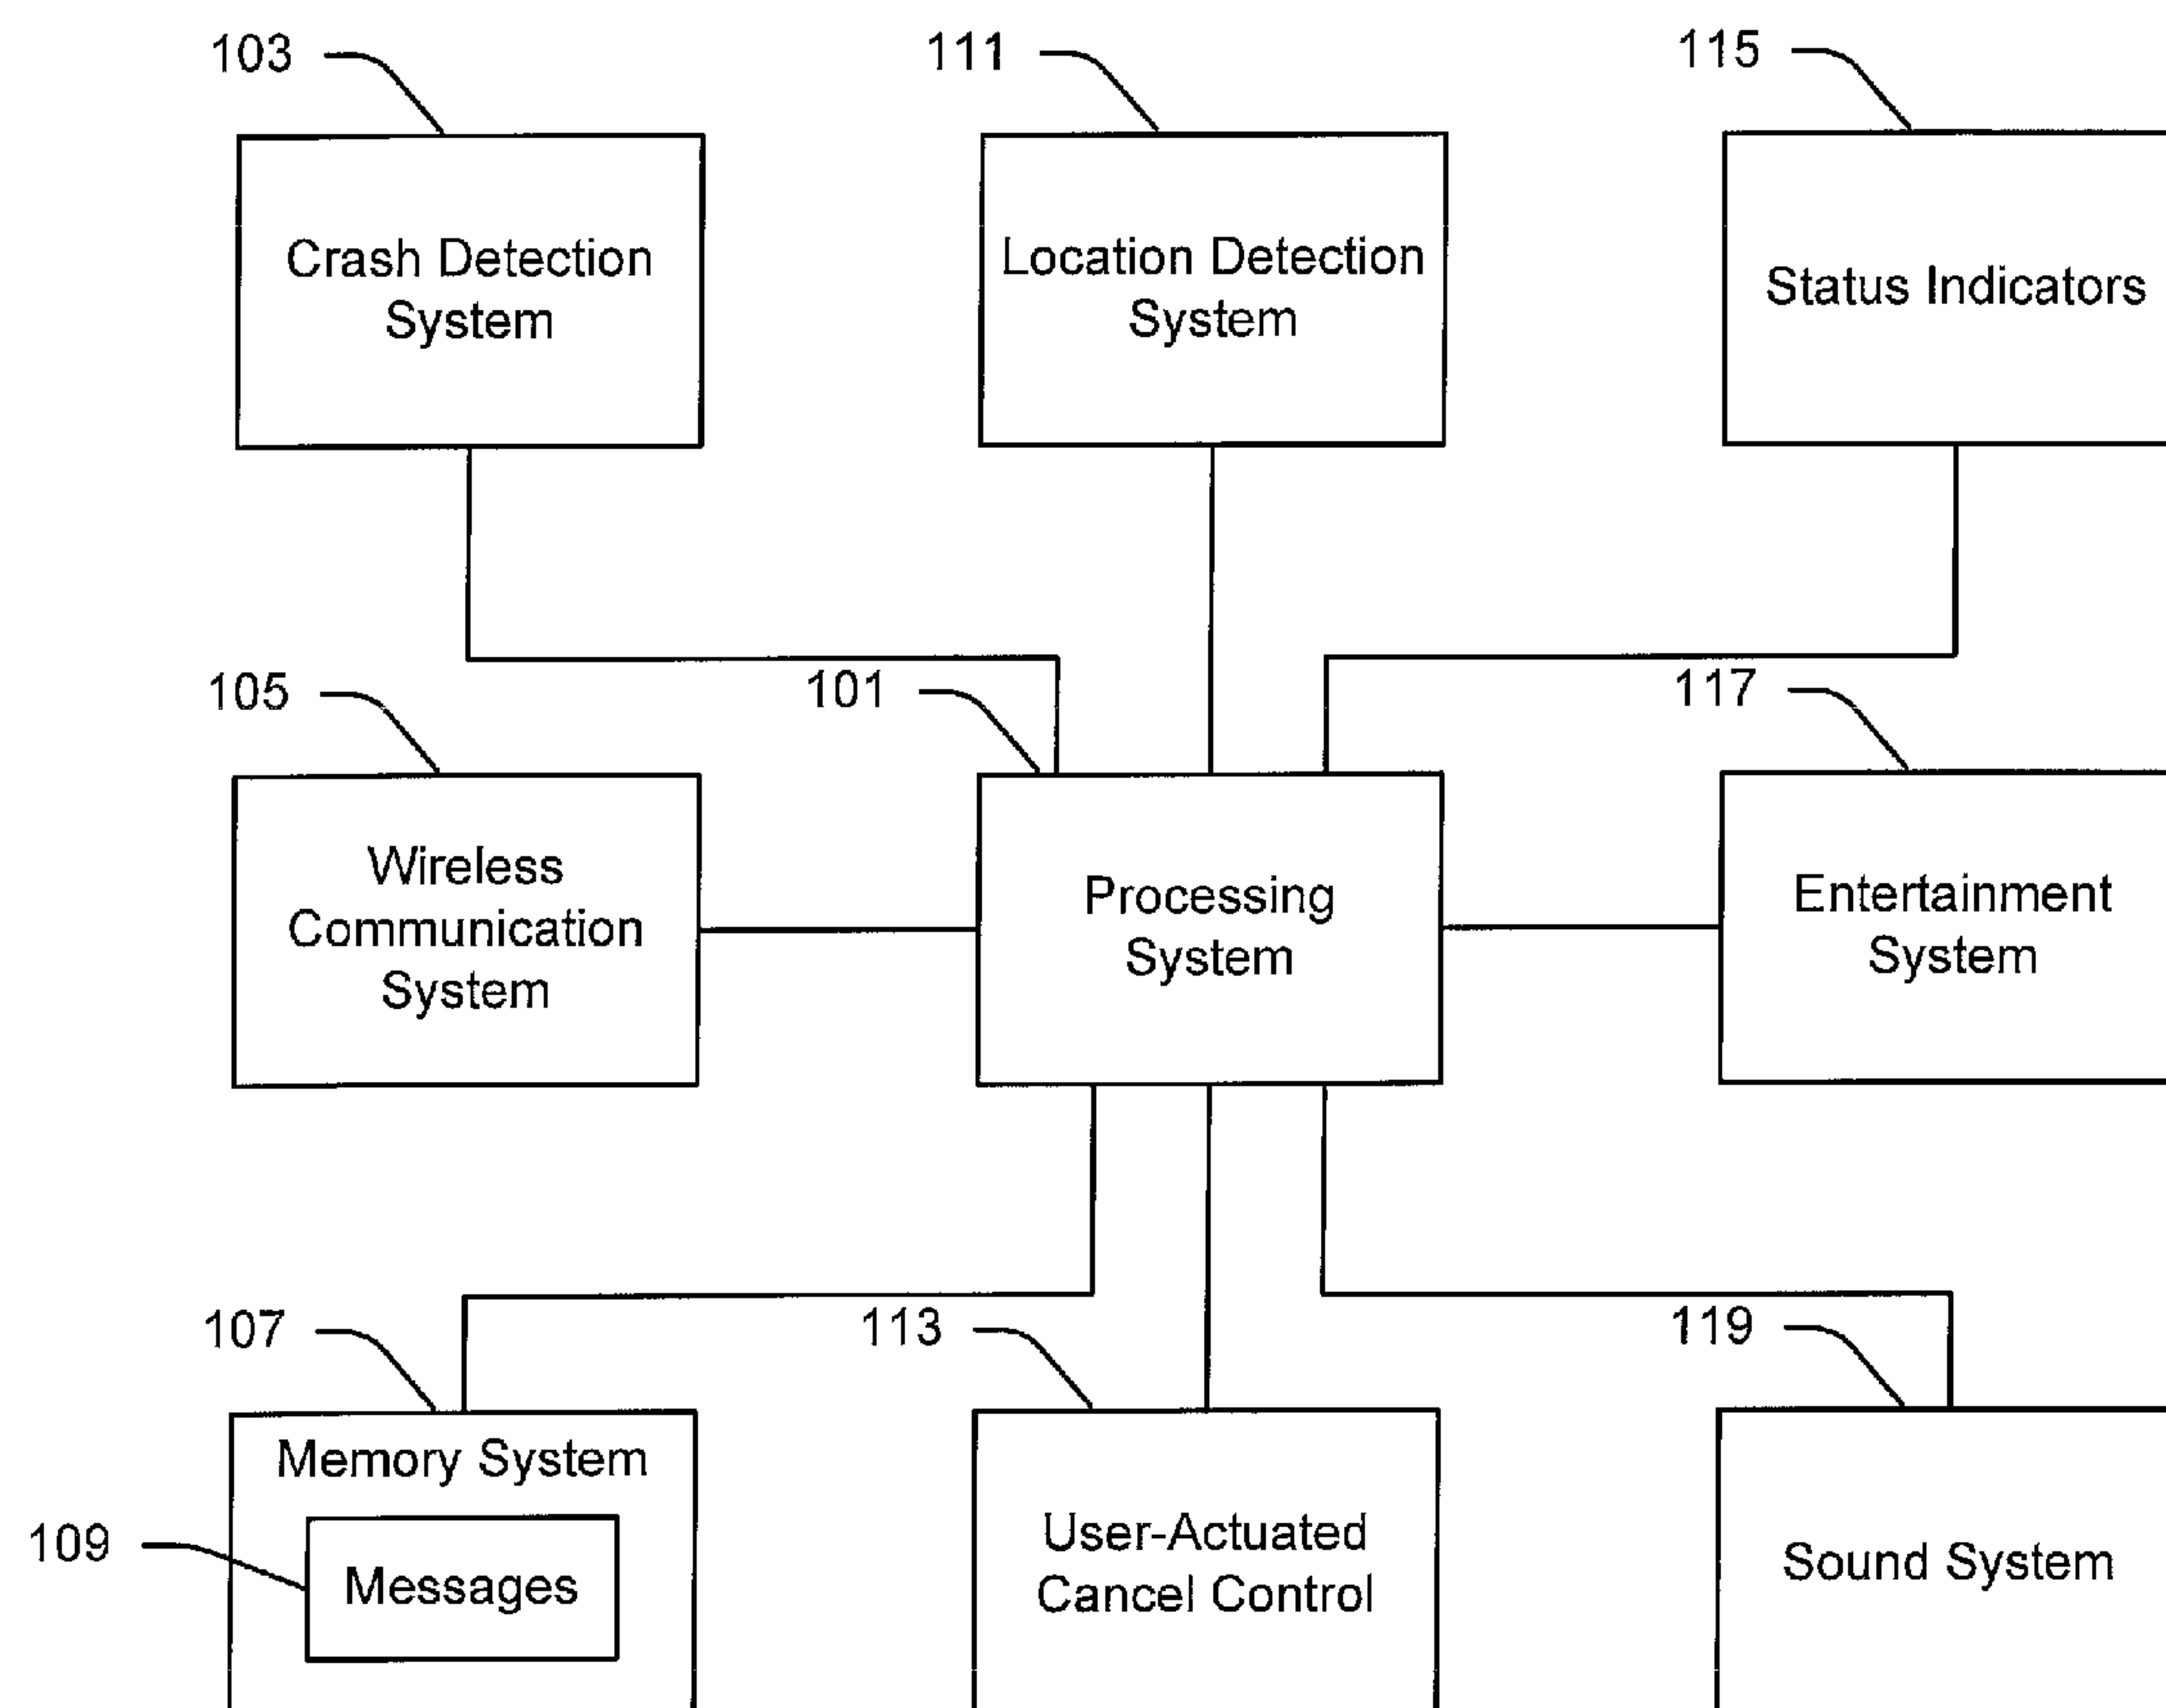 103
111
115
Crash Detection
System
Location Detection
System
Status Indicators
105
101
117
Wireless
Communication
System
Processing
System
Entertainment
System
107
113
119
Memory System
109
Messages
User-Actuated
Cancel Control
Sound System